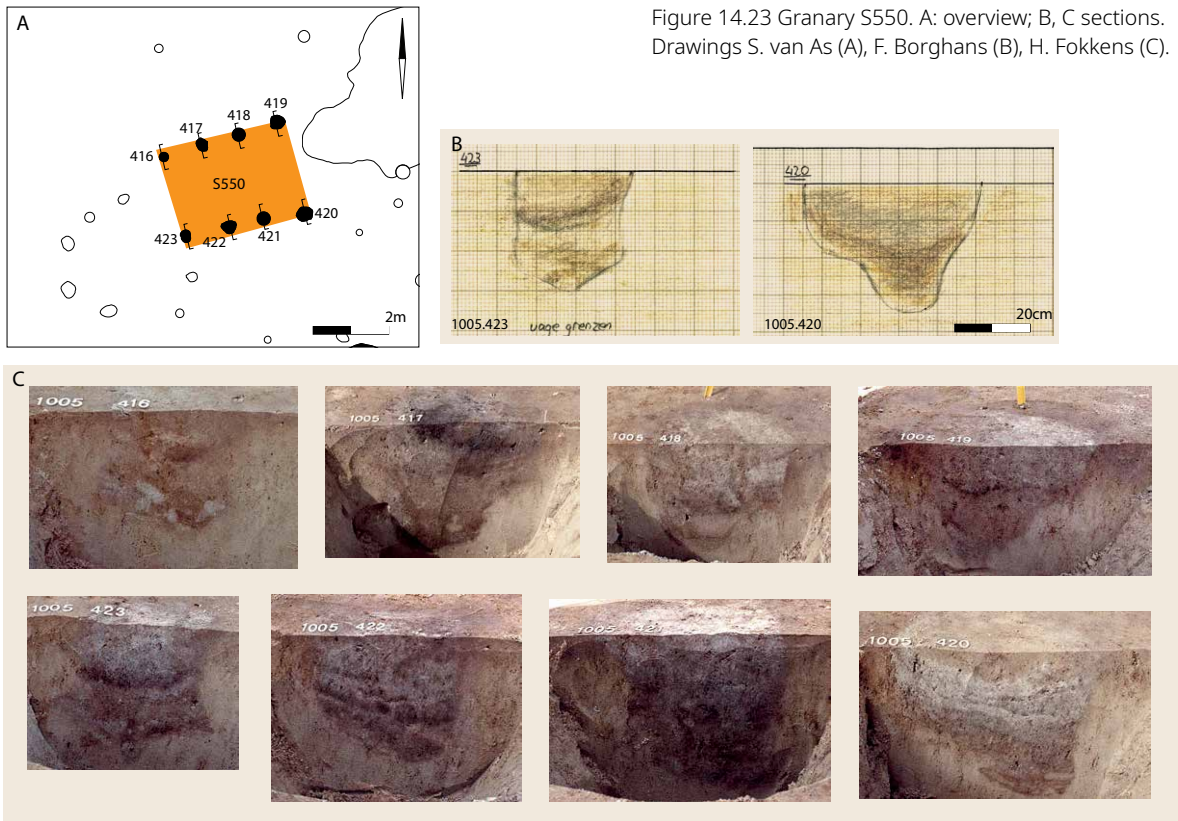 Figure 14.23 Granary S550. A: overview; B, C sections.
Drawings S. van As (A), F. Borghans (B), H. Fokkens (C).
A
419
418
417
416
S550
420
421
422
423
2m
B
423
420
1005.423
vage grenzen
1005.420
20cm
C
1005 416
1005 417
1005 418
1005 419
1005 423
1005 422
1005 42
1005 420